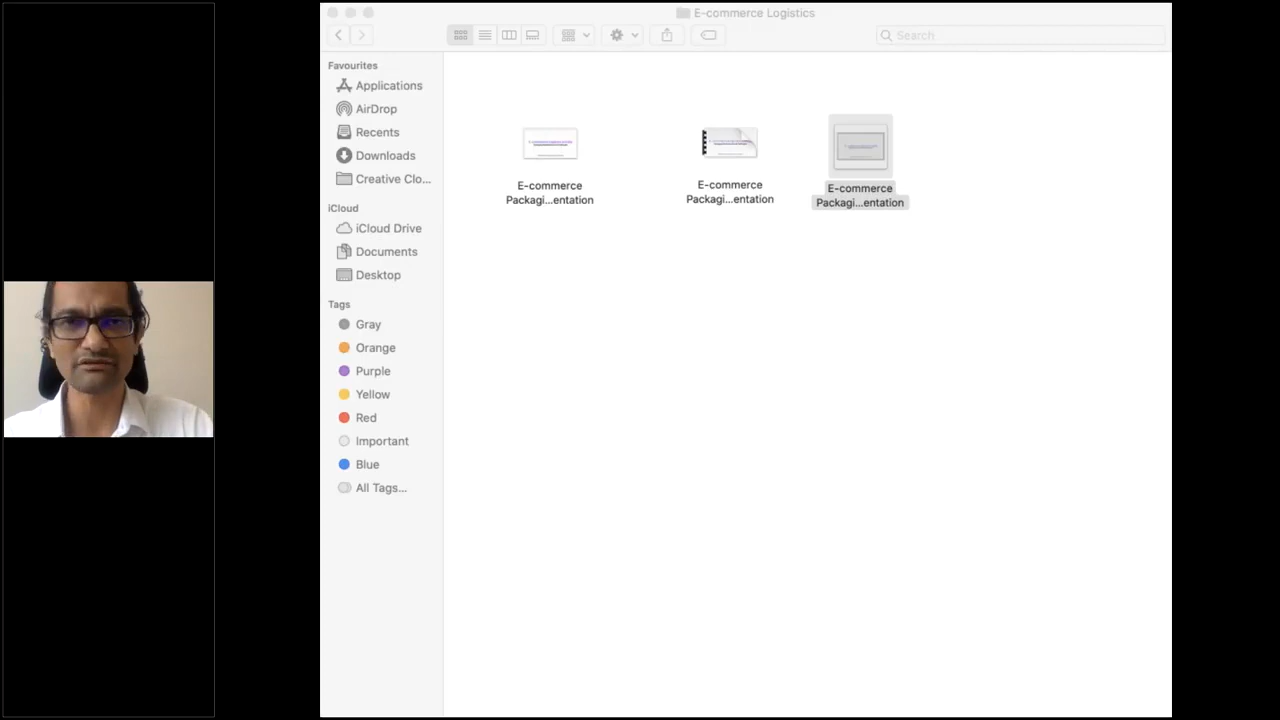 E-commerce Logistics
Search
Favourites
Applications
AirDrop
Recents
Downloads
Creative Clo...
iCloud
iCloud Drive
Documents
Desktop
Tags
Gray
Orange
Purple
Yellow
Red
Important
Blue
All Tags...
E-commerce
Packagi...entation
E-commerce
Packagi...entation
E-commerce
Packagi...entation